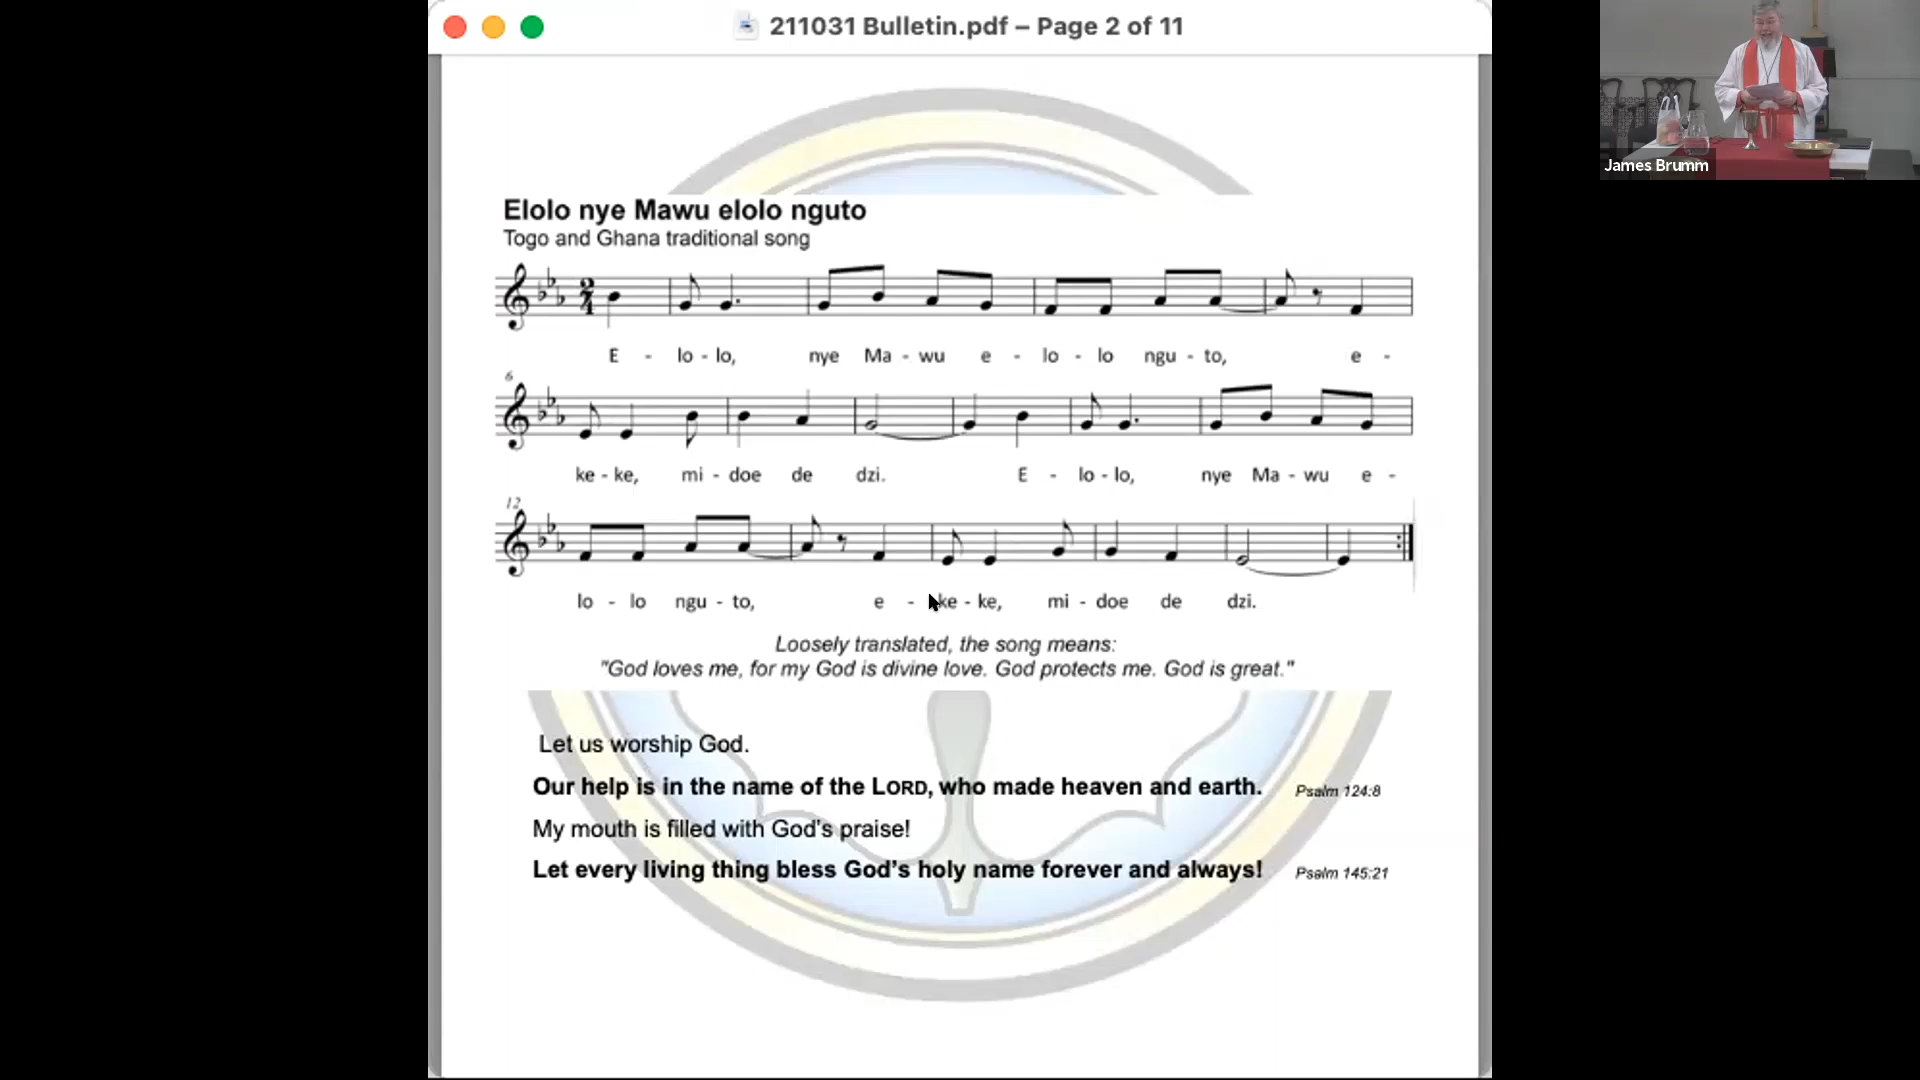 211031 Bulletin.pdf – Page 2 of 11
James Brumm
Elolo nye Mawu elolo nguto
Togo and Ghana traditional song
2
4
E - lo - lo, nye Ma - wu e - lo - lo ngu - to, e -
6
ke - ke, mi - doe de dzi. E - lo - lo, nye Ma - wu e -
12
lo - lo ngu - to, e - ke - ke, mi - doe de dzi.
Loosely translated, the song means:
"God loves me, for my God is divine love. God protects me. God is great."
Let us worship God.
Our help is in the name of the LORD, who made heaven and earth. Psalm 124:8
My mouth is filled with God's praise!
Let every living thing bless God's holy name forever and always! Psalm 145:21